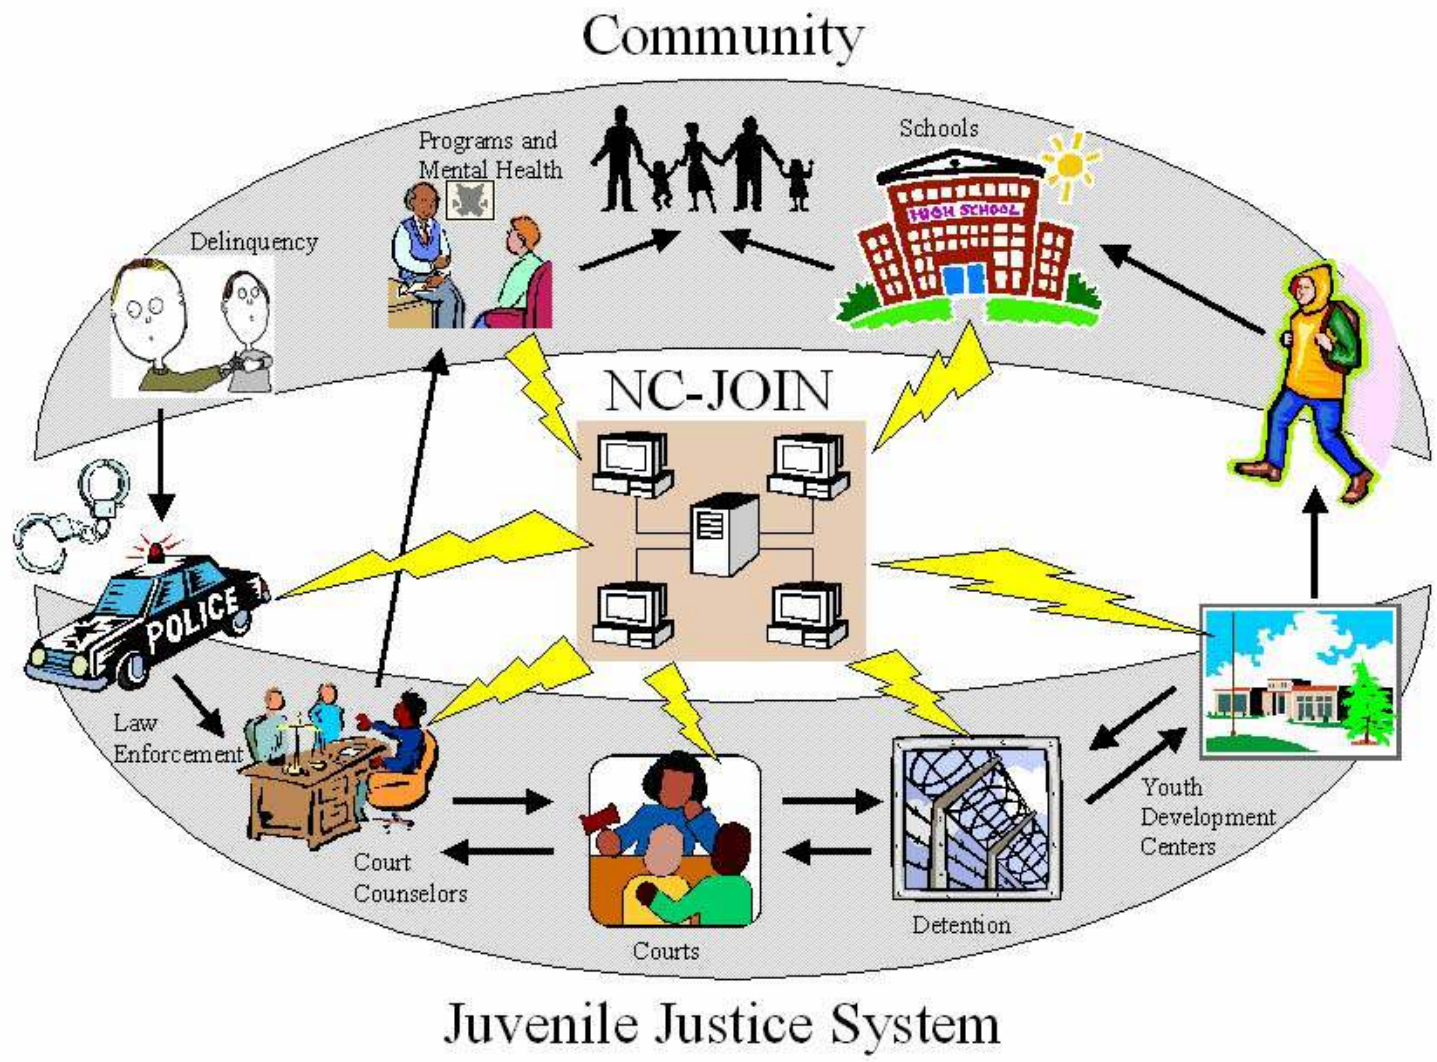 Community
Programs and
Mental Health
Schools
HIGH SCHOOL
Delinquency
NC-JOIN
POLICE
Law
Enforcement
Court
Counselors
Courts
Detention
Youth
Development
Centers
Juvenile Justice System